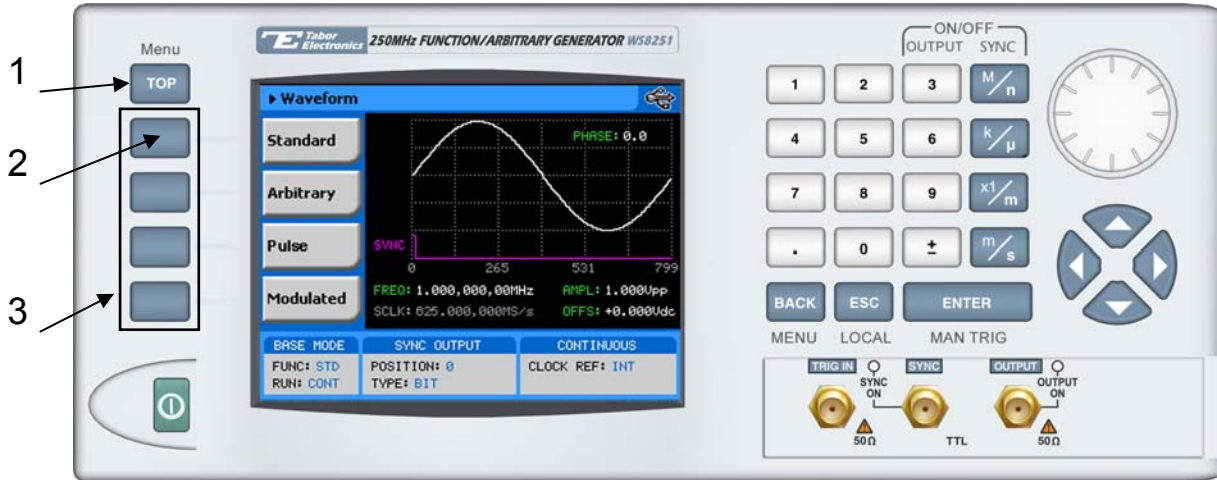 Menu
1
TOP
2
3
Tabor Electronics 250MHz FUNCTION/ARBITRARY GENERATOR WS8251
Waveform
Standard
Arbitrary
Pulse
Modulated
PHASE: 0.0
SYNC
0 265 531 799
FREQ: 1.000,000,00MHz AMPL: 1.000Vpp
SCLK: 625.000,000MS/s OFFS: +0.000Vdc
BASE MODE SYNC OUTPUT CONTINUOUS
FUNC: STD POSITION: 0 CLOCK REF: INT
RUN: CONT TYPE: BIT
ON/OFF
OUTPUT SYNC
1 2 3 M/n
4 5 6 k/µ
7 8 9 x1/m
. 0 ± m/s
BACK ESC ENTER
MENU LOCAL MAN TRIG
TRIG IN SYNC OUTPUT
SYNC ON
OUTPUT ON
50Ω TTL 50Ω